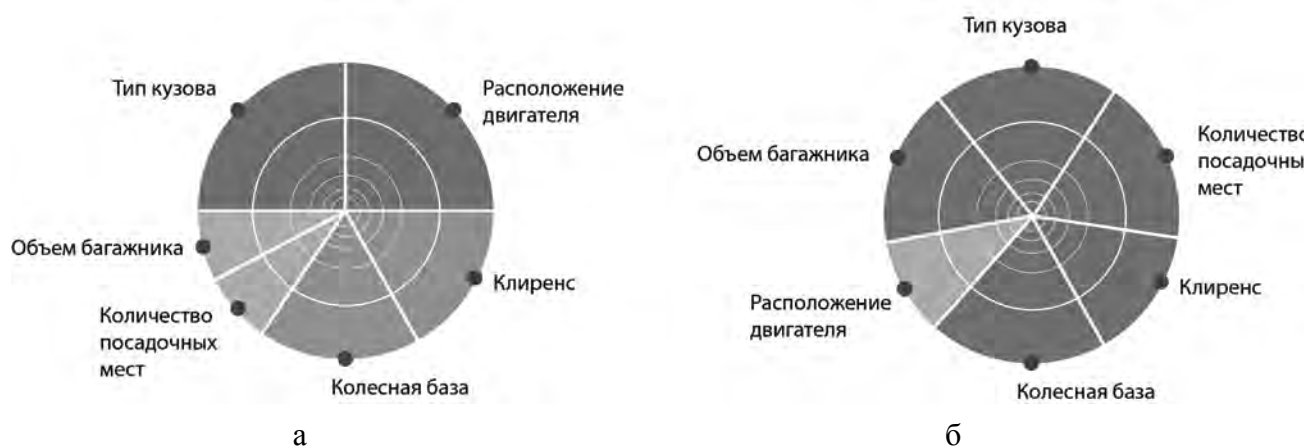 Тип кузова
Расположение
двигателя
Объем багажника
Клиренс
Количество
посадочных
мест
Колесная база
а
Тип кузова
Объем багажника
Количество
посадочных
мест
Расположение
двигателя
Клиренс
Колесная база
б